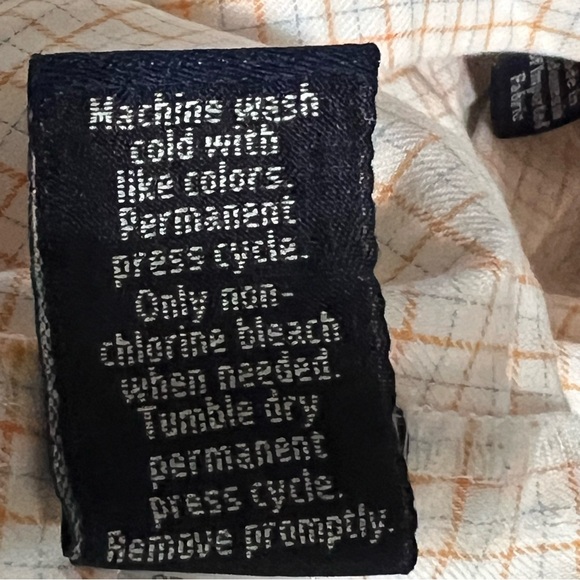 Machine wash
cold with
like colors.
Permanent
press cycle.
Only non-
chlorine bleach
when needed.
Tumble dry
permanent
press cycle.
Remove promptly.
Fabric